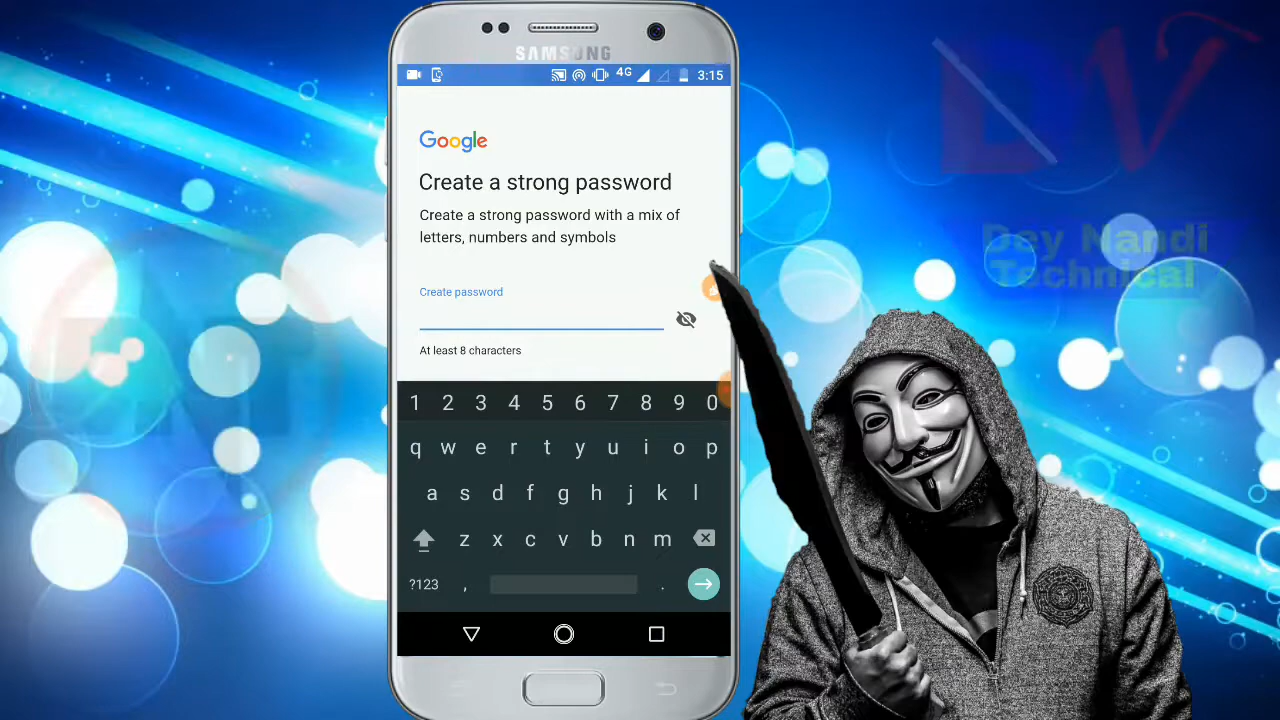 SAMSUNG
4G 3:15
Google
Create a strong password
Create a strong password with a mix of
letters, numbers and symbols
Create password
At least 8 characters
1 2 3 4 5 6 7 8 9 0
q w e r t y u i o p
a s d f g h j k l
z x c v b n m
?123 , .
DN
Dey Nandi
Technical